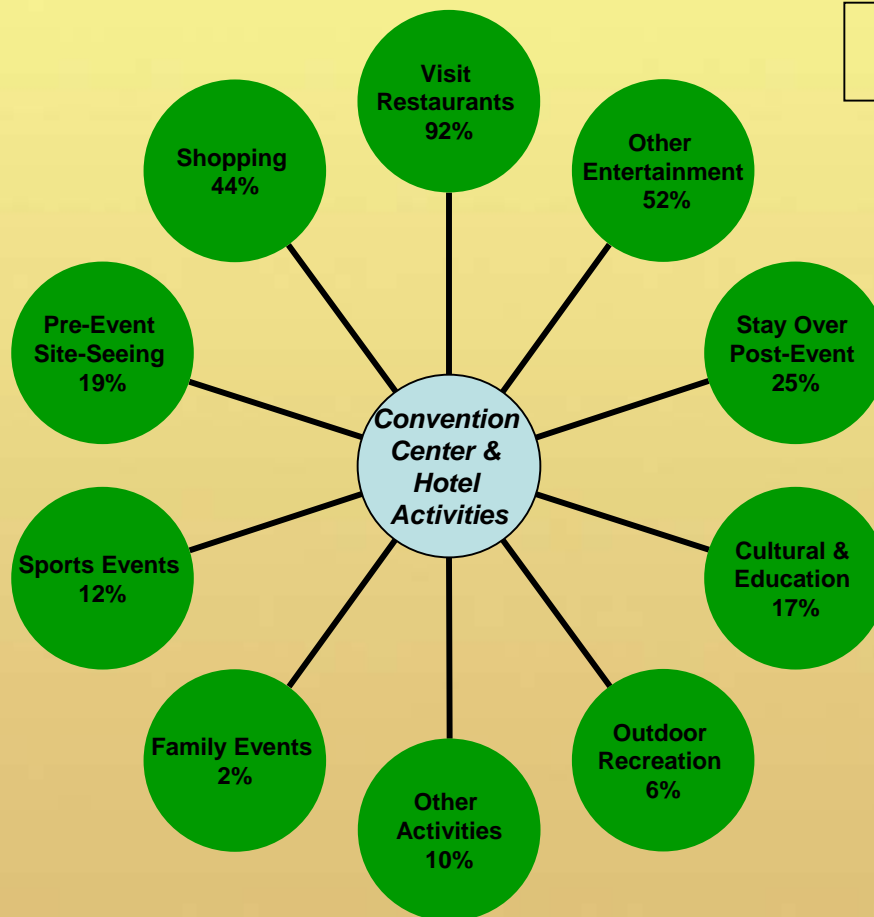 Visit
Restaurants
92%
Other
Entertainment
52%
Stay Over
Post-Event
25%
Cultural &
Education
17%
Outdoor
Recreation
6%
Other
Activities
10%
Family Events
2%
Sports Events
12%
Pre-Event
Site-Seeing
19%
Shopping
44%
Convention
Center &
Hotel
Activities